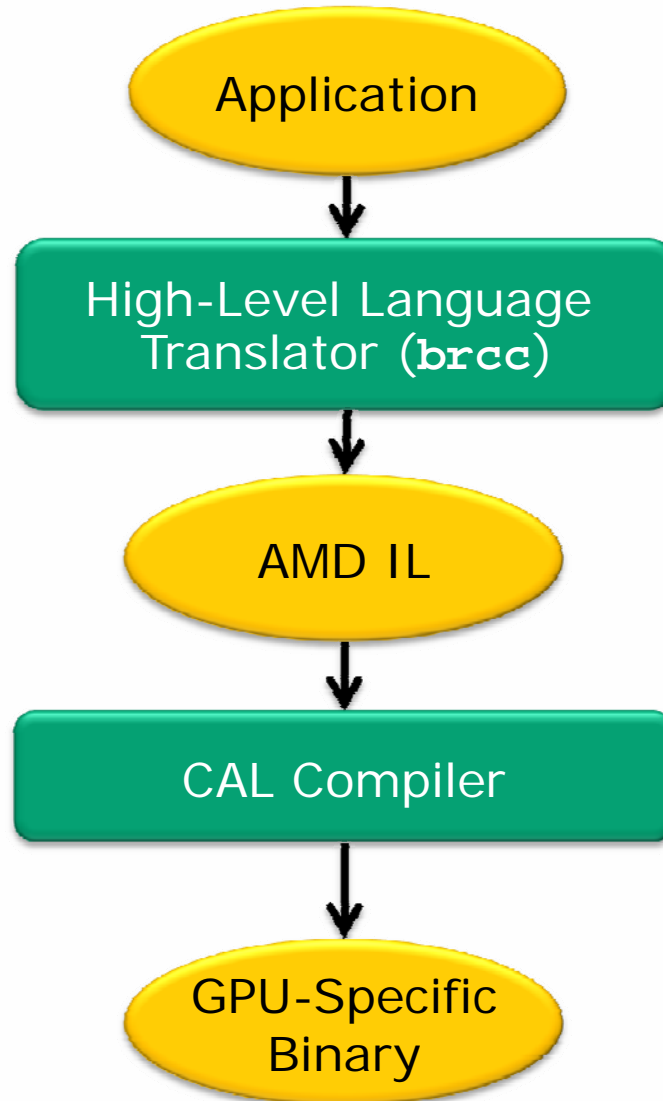 Application
High-Level Language
Translator (brcc)
AMD IL
CAL Compiler
GPU-Specific
Binary